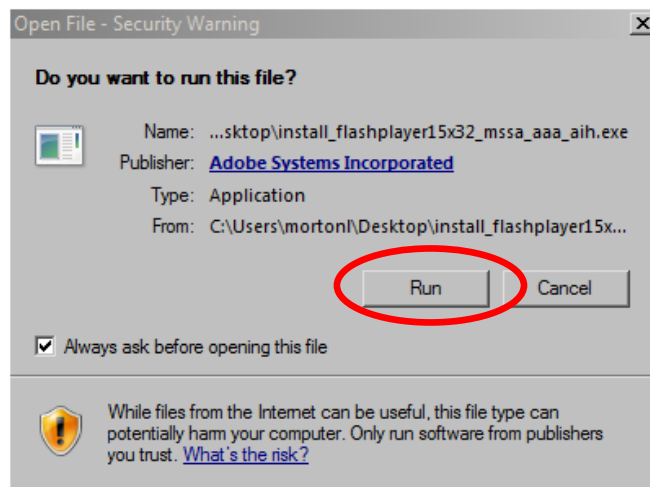 Open File - Security Warning
Do you want to run this file?
Name: ...sktop\install_flashplayer15x32_mssa_aaa_aih.exe
Publisher: Adobe Systems Incorporated
Type: Application
From: C:\Users\mortonl\Desktop\install_flashplayer15x...
Run Cancel
Always ask before opening this file
While files from the Internet can be useful, this file type can
potentially harm your computer. Only run software from publishers
you trust. What's the risk?